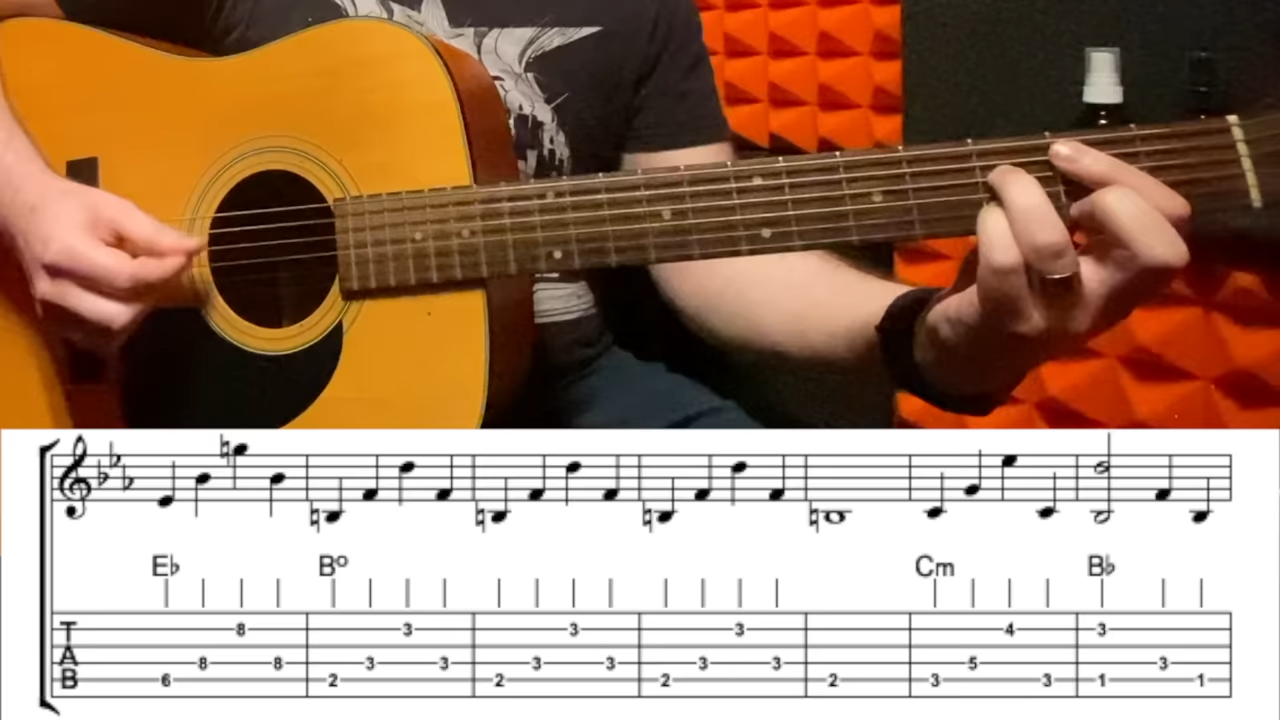 E♭ B° Cm B♭
T 8 3 3 3 4 3
A 8 8 3 3 3 3 3 3 5 3
B 6 2 2 2 2 3 3 1 1